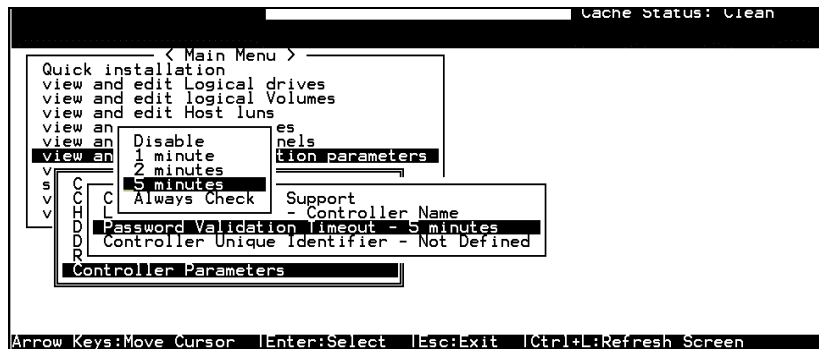 Cache Status: Clean
< Main Menu >
Quick installation
view and edit Logical drives
view and edit logical Volumes
view and edit Host luns
view an es
view an nels
view an tion parameters
v
s
v
v
Disable
1 minute
2 minutes
5 minutes
Always Check
C
C
H
D
D
R
Controller Parameters
C Support
L - Controller Name
Password Validation Timeout - 5 minutes
Controller Unique Identifier - Not Defined
Arrow Keys:Move Cursor |Enter:Select |Esc:Exit |Ctrl+L:Refresh Screen